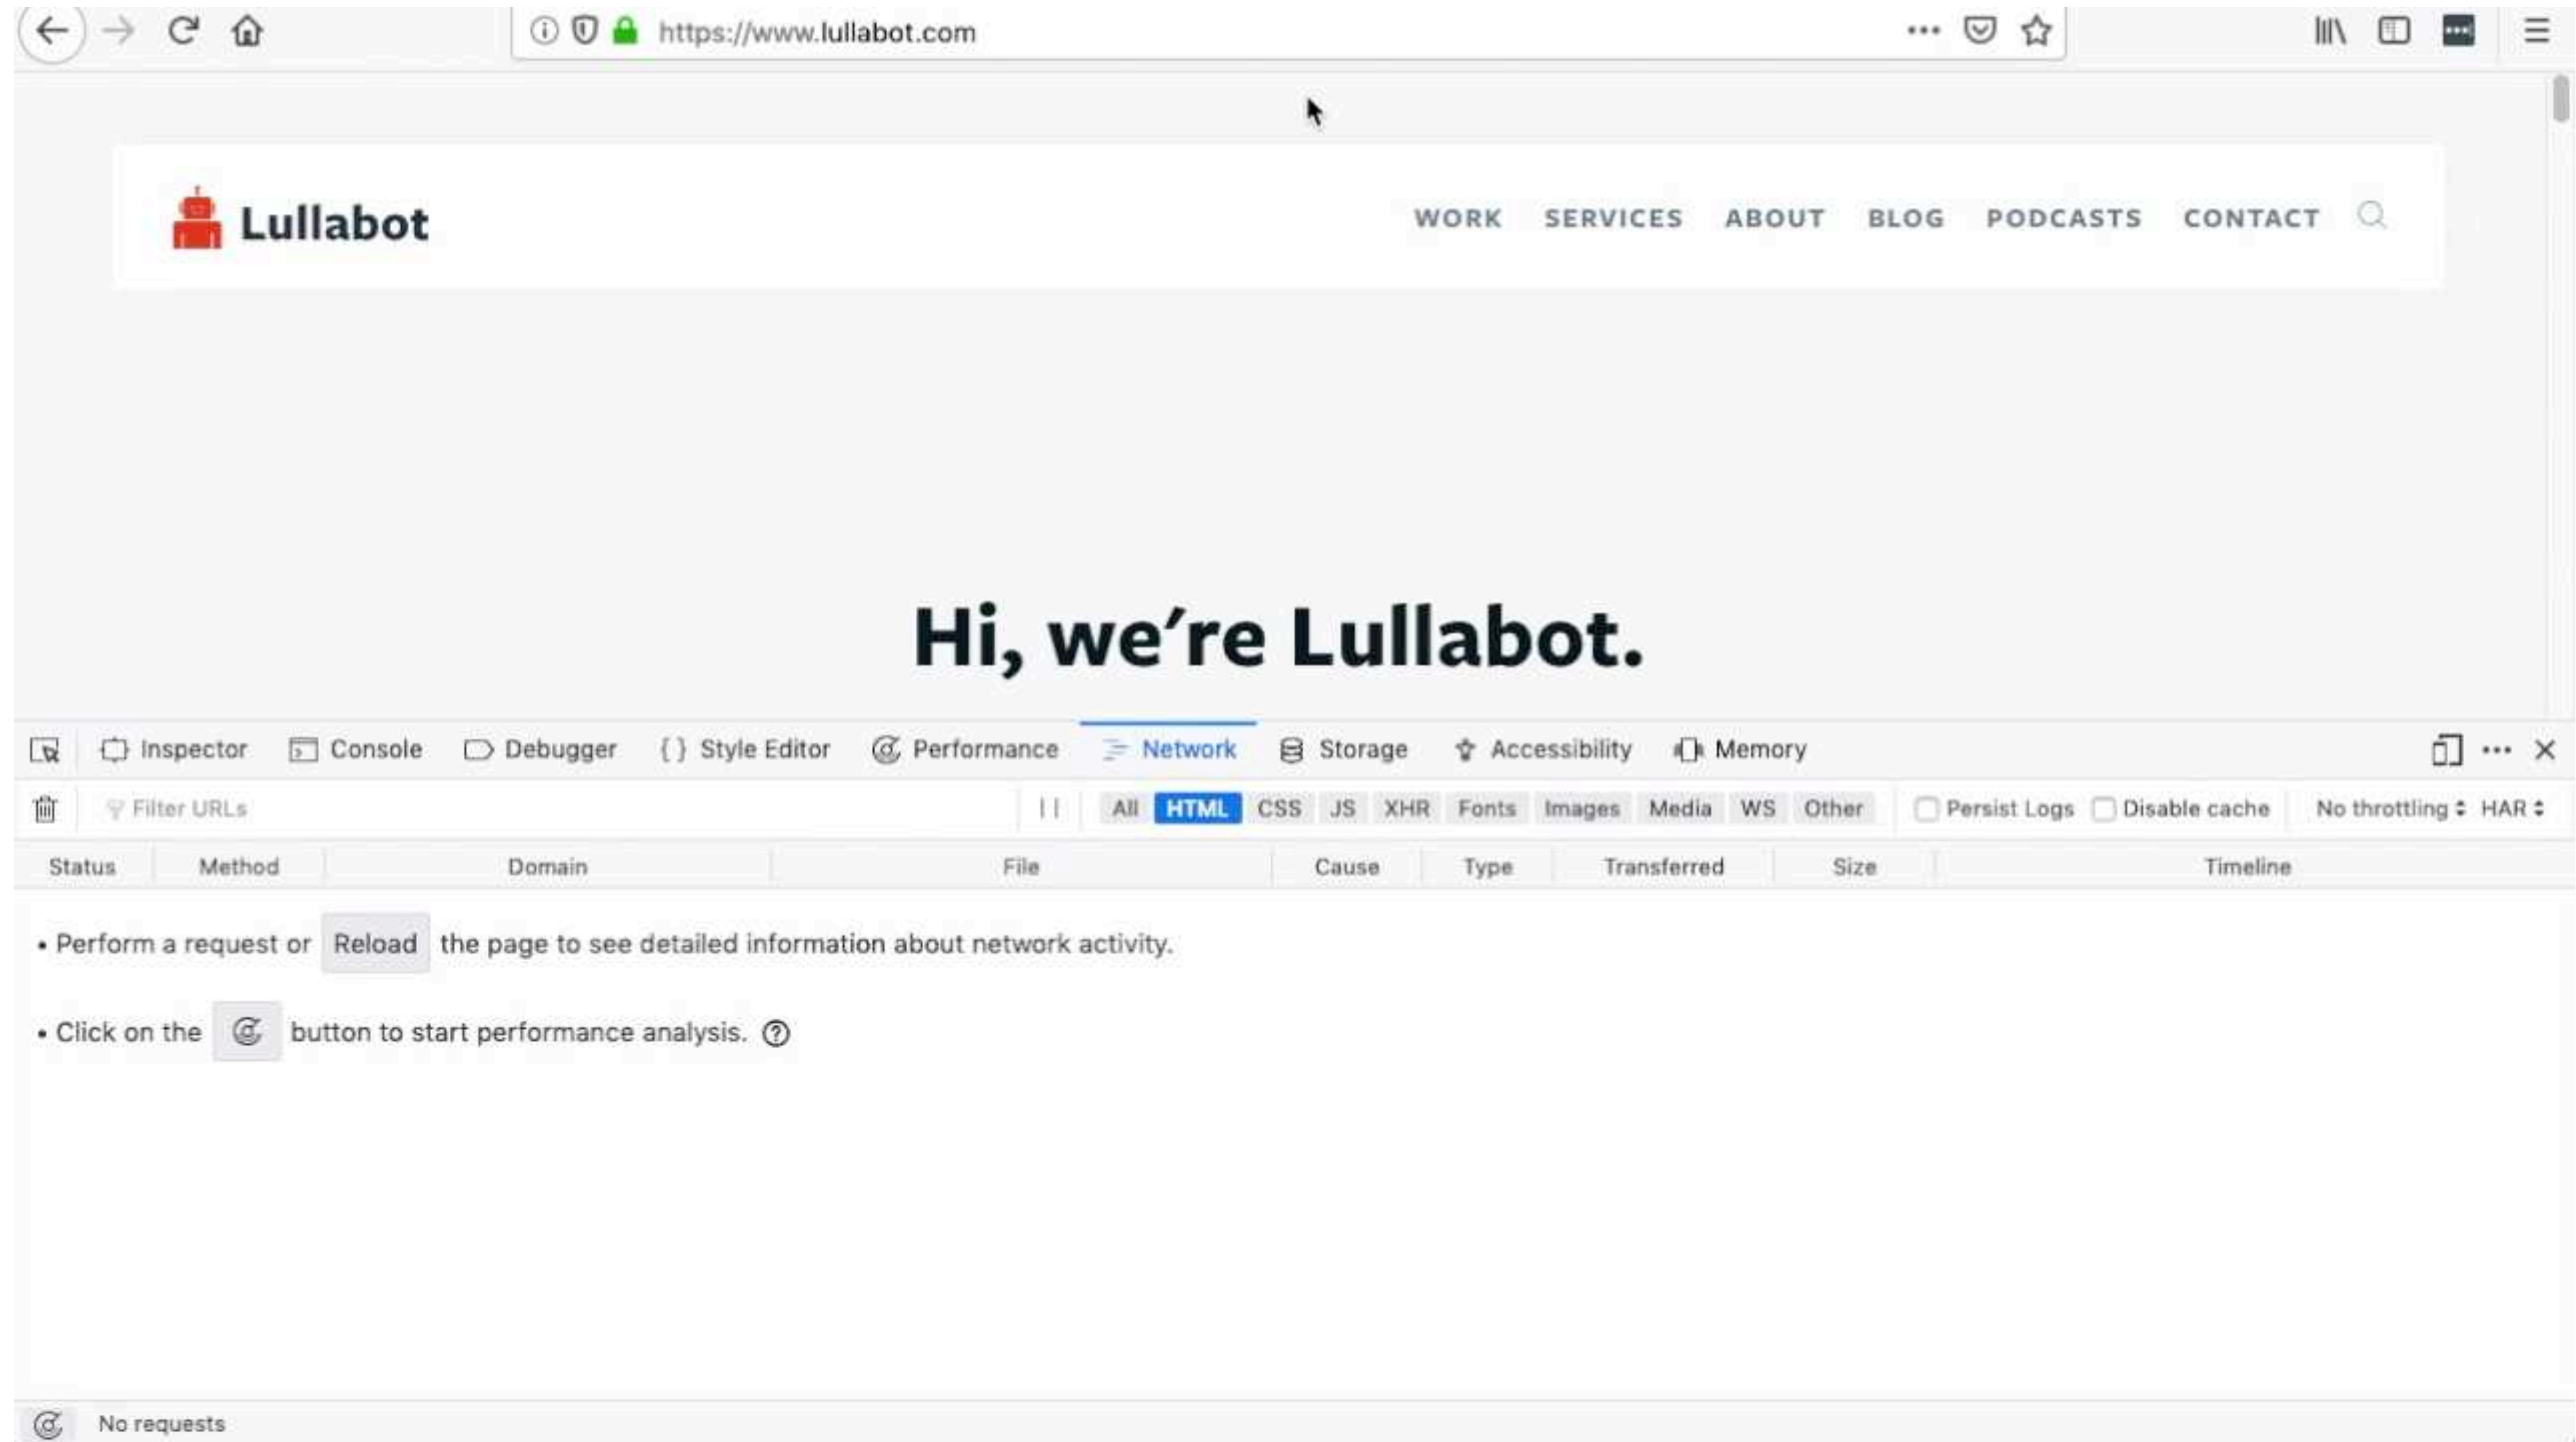 https://www.lullabot.com
Lullabot
WORK SERVICES ABOUT BLOG PODCASTS CONTACT
Hi, we're Lullabot.
Inspector Console Debugger { } Style Editor Performance Network Storage Accessibility Memory
Filter URLs All HTML CSS JS XHR Fonts Images Media WS Other Persist Logs Disable cache No throttling HAR
Status Method Domain File Cause Type Transferred Size Timeline
• Perform a request or Reload the page to see detailed information about network activity.
• Click on the button to start performance analysis.
No requests